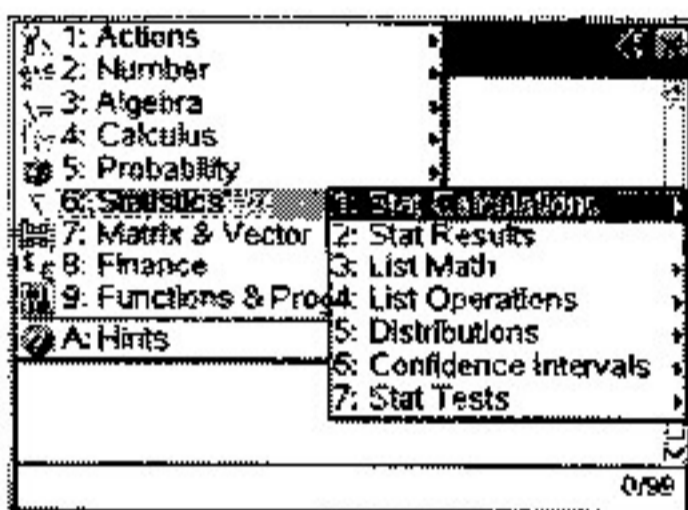 1: Actions
2: Number
3: Algebra
4: Calculus
5: Probability
6: Statistics
7: Matrix & Vector
8: Finance
9: Functions & Prog
A: Hints
1: Stat Calculations
2: Stat Results
3: List Math
4: List Operations
5: Distributions
6: Confidence Intervals
7: Stat Tests
0/99